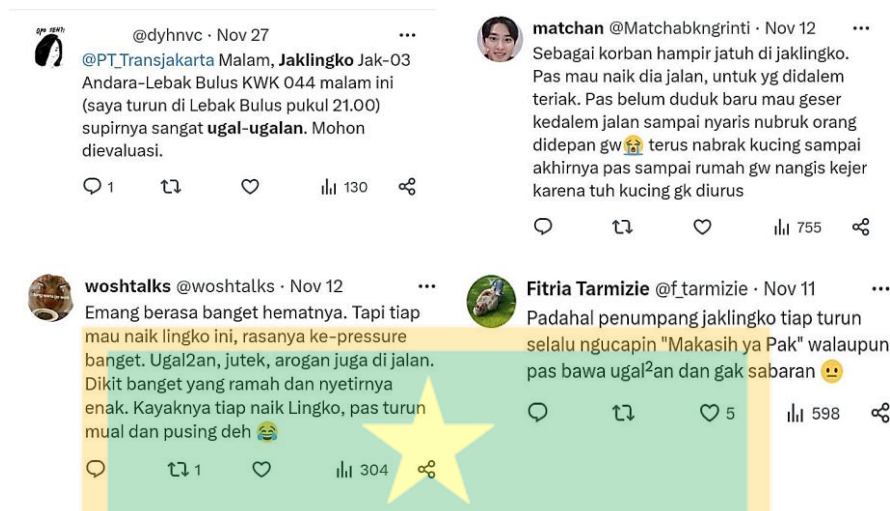 @dyhnvc · Nov 27
@PT_Transjakarta Malam, Jaklingko Jak-03
Andara-Lebak Bulus KWK 044 malam ini
(saya turun di Lebak Bulus pukul 21.00)
supirnya sangat ugal-ugalan. Mohon
dievaluasi.
1 130
matchan @Matchabkngrinti · Nov 12
Sebagai korban hampir jatuh di jaklingko.
Pas mau naik dia jalan, untuk yg didalem
teriak. Pas belum duduk baru mau geser
kedalem jalan sampai nyaris nubruk orang
didepan gw😭 terus nabrak kucing sampai
akhirnya pas sampai rumah gw nangis kejer
karena tuh kucing gk diurus
755
woshtalks @woshtalks · Nov 12
Emang berasa banget hematnya. Tapi tiap
mau naik lingko ini, rasanya ke-pressure
banget. Ugal2an, jutek, arogan juga di jalan.
Dikit banget yang ramah dan nyetirnya
enak. Kayaknya tiap naik Lingko, pas turun
mual dan pusing deh 😂
1 304
Fitria Tarmizie @f_tarmizie · Nov 11
Padahal penumpang jaklingko tiap turun
selalu ngucapin "Makasih ya Pak" walaupun
pas bawa ugal²an dan gak sabaran 😐
5 598